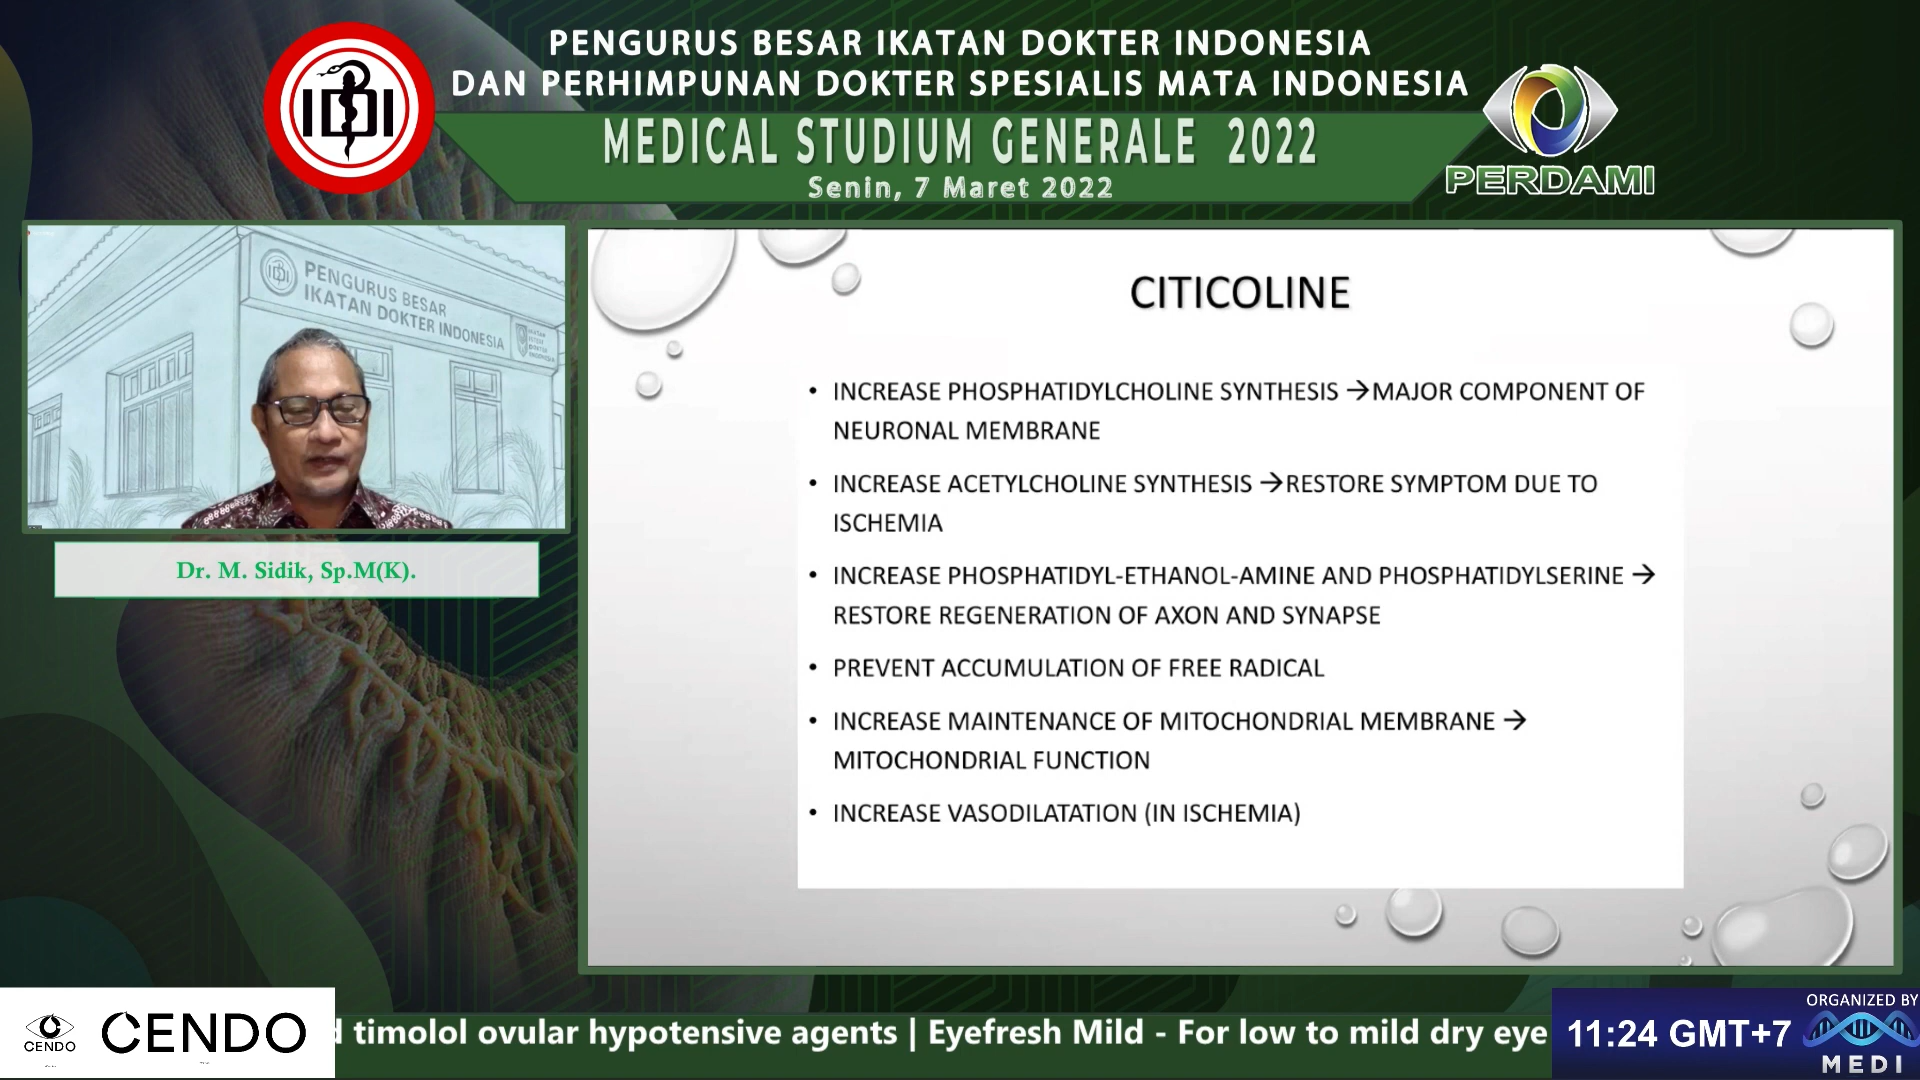 PENGURUS BESAR IKATAN DOKTER INDONESIA
DAN PERHIMPUNAN DOKTER SPESIALIS MATA INDONESIA
IDI
MEDICAL STUDIUM GENERALE 2022
Senin, 7 Maret 2022
PERDAMI
IDI
PENGURUS BESAR
IKATAN DOKTER INDONESIA
Dr. M. Sidik, Sp.M(K).
CITICOLINE
• INCREASE PHOSPHATIDYLCHOLINE SYNTHESIS →MAJOR COMPONENT OF
NEURONAL MEMBRANE
• INCREASE ACETYLCHOLINE SYNTHESIS →RESTORE SYMPTOM DUE TO
ISCHEMIA
• INCREASE PHOSPHATIDYL-ETHANOL-AMINE AND PHOSPHATIDYLSERINE →
RESTORE REGENERATION OF AXON AND SYNAPSE
• PREVENT ACCUMULATION OF FREE RADICAL
• INCREASE MAINTENANCE OF MITOCHONDRIAL MEMBRANE →
MITOCHONDRIAL FUNCTION
• INCREASE VASODILATATION (IN ISCHEMIA)
CENDO
CENDO
timolol ovular hypotensive agents | Eyefresh Mild - For low to mild dry eye
11:24 GMT+7
ORGANIZED BY
MEDI